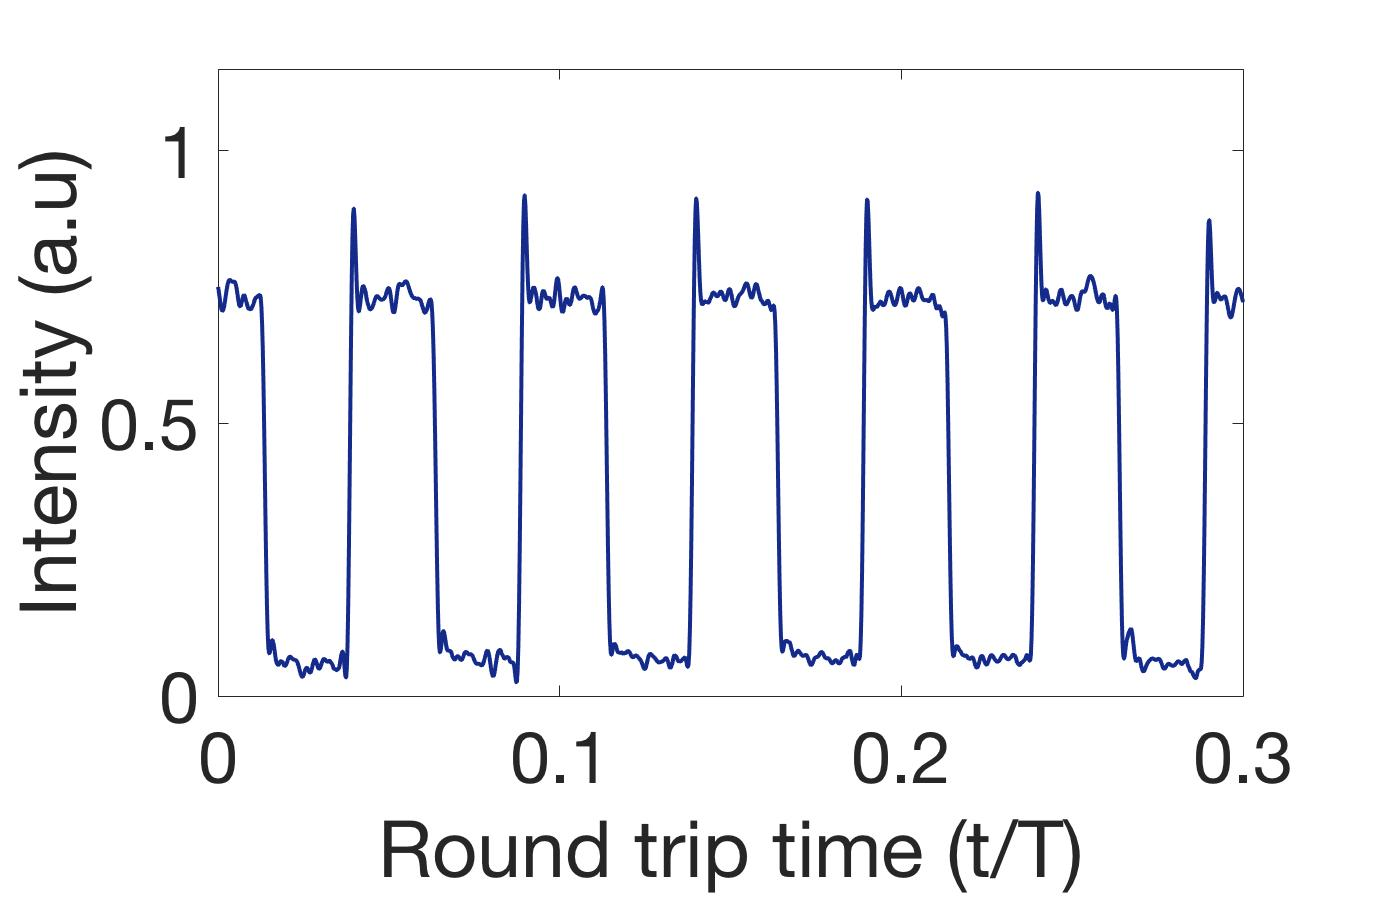 Intensity (a.u)
1
0.5
0
0 0.1 0.2 0.3
Round trip time (t/T)